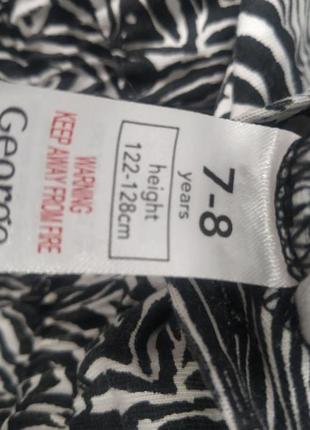 7-8
years
height
122-128cm
WARNING
KEEP AWAY FROM FIRE
George